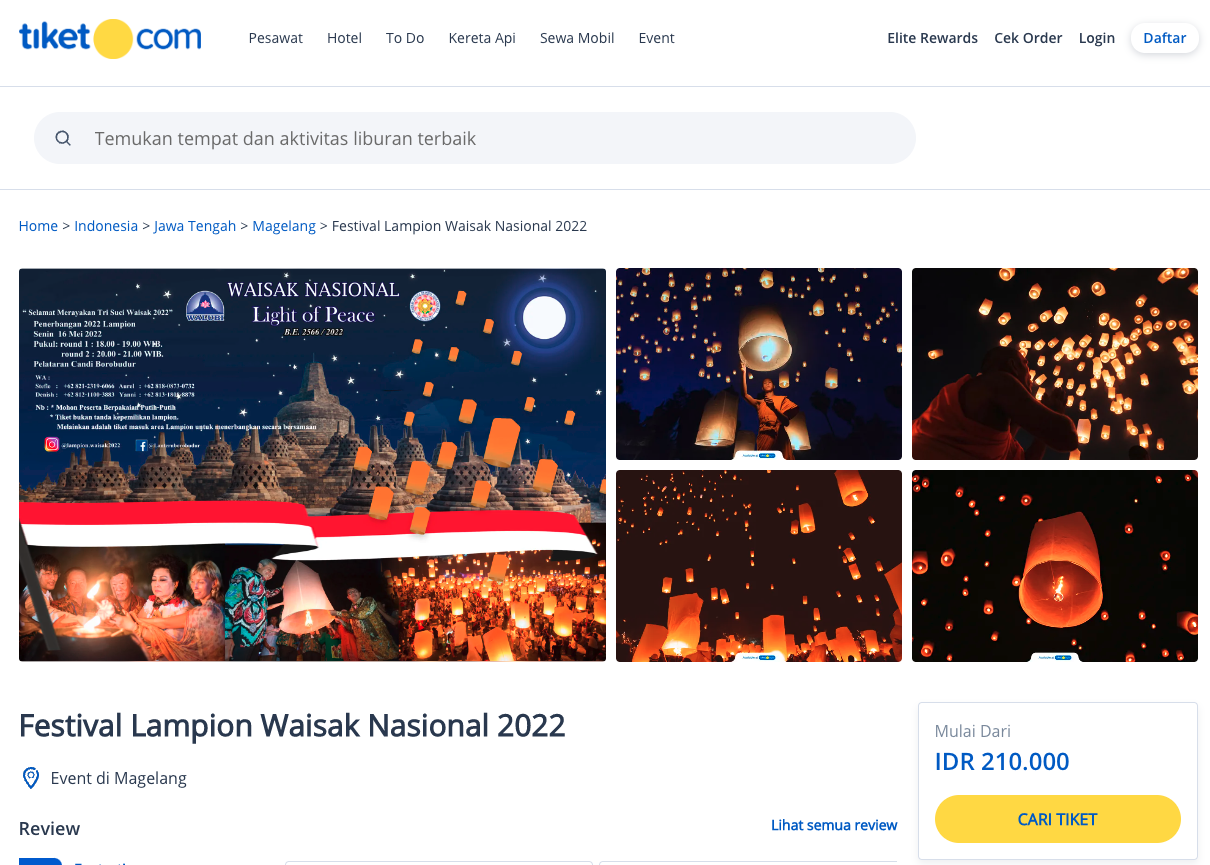 tiket com
Pesawat Hotel To Do Kereta Api Sewa Mobil Event
Elite Rewards Cek Order Login Daftar
Temukan tempat dan aktivitas liburan terbaik
Home > Indonesia > Jawa Tengah > Magelang > Festival Lampion Waisak Nasional 2022
WAISAK NASIONAL
Light of Peace
B.E. 2566 / 2022
WALUBI
“ Selamat Merayakan Tri Suci Waisak 2022”
Penerbangan 2022 Lampion
Senin 16 Mei 2022
Pukul: round 1 : 18.00 - 19.00 WIB.
round 2 : 20.00 - 21.00 WIB.
Pelataran Candi Borobudur
WA :
Stefie : +62 821-2319-6066 Aurel : +62 818-0873-0732
Denish : +62 812-1100-3883 Yanni :
Nb : * Mohon Peserta Berpakaian Putih-Putih
* Tiket bukan tanda kepemilikan lampion.
Melainkan adalah tiket masuk area Lampion untuk menerbangkan secara bersamaan
@lampion.waisak2022
Festival Lampion Waisak Nasional 2022
Event di Magelang
Review
Lihat semua review
Mulai Dari
IDR 210.000
CARI TIKET